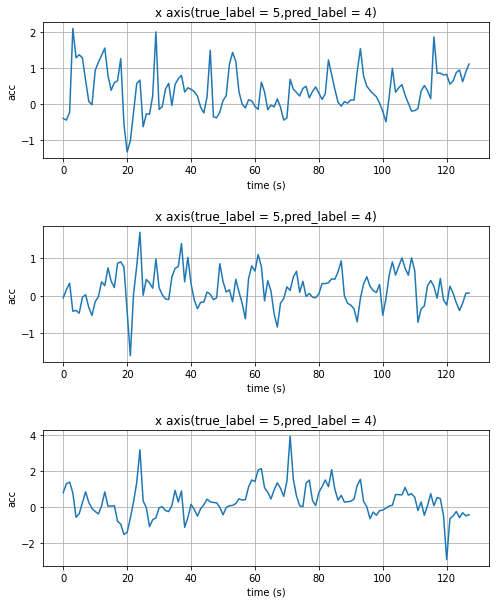 x axis(true_label = 5,pred_label = 4)
2
1
0
−1
acc
0 20 40 60 80 100 120
time (s)
x axis(true_label = 5,pred_label = 4)
1
0
−1
acc
0 20 40 60 80 100 120
time (s)
x axis(true_label = 5,pred_label = 4)
4
2
0
−2
acc
0 20 40 60 80 100 120
time (s)